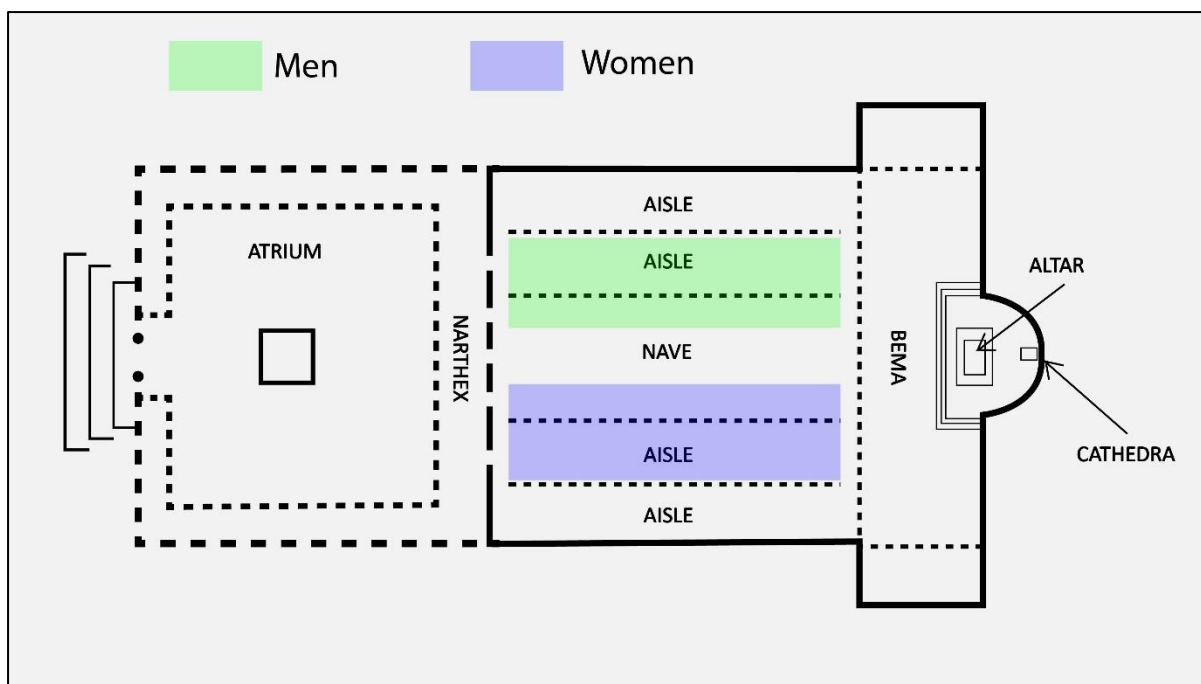 Men
Women
AISLE
ATRIUM
AISLE
ALTAR
NARTHEX
NAVE
BEMA
AISLE
CATHEDRA
AISLE